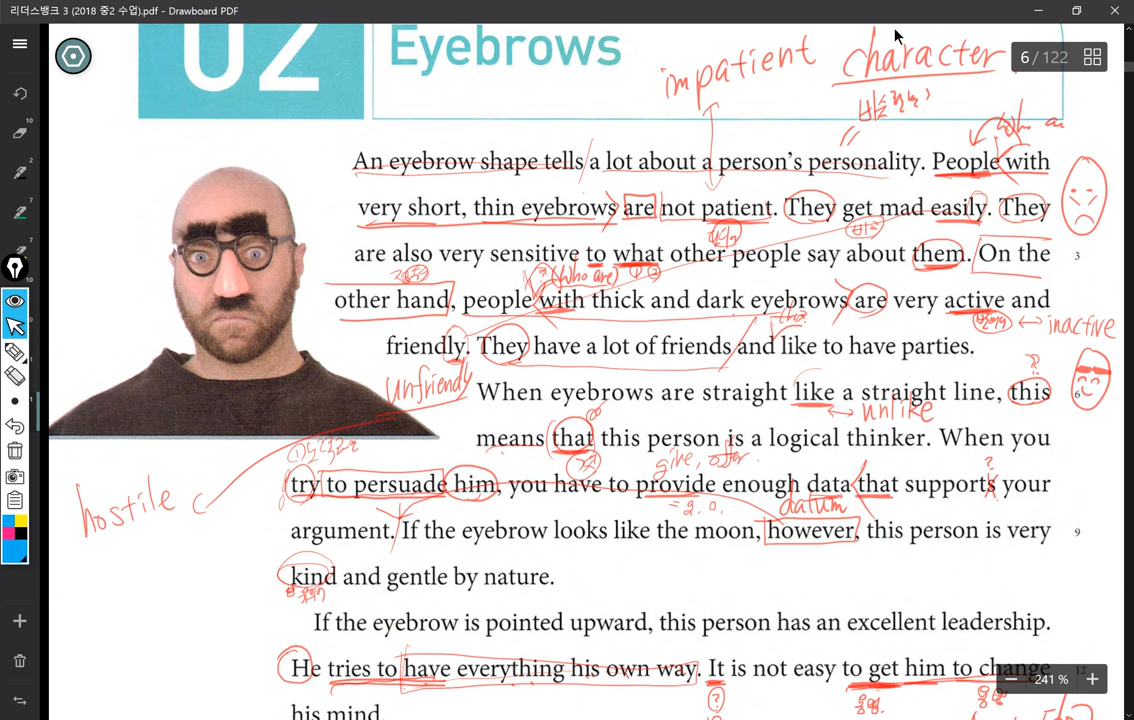 리더스뱅크 3 (2018 중2 수업).pdf - Drawboard PDF
02
Eyebrows
6 / 122
impatient
character
An eyebrow shape tells a lot about a person's personality. People with
very short, thin eyebrows are not patient. They get mad easily. They
are also very sensitive to what other people say about them. On the
3
(who are)
other hand, people with thick and dark eyebrows are very active and
inactive
friendly. They have a lot of friends and like to have parties.
unfriendly
When eyebrows are straight like a straight line, this
6
unlike
means that this person is a logical thinker. When you
give, offer
try to persuade him, you have to provide enough data that supports your
hostile
datum
argument. If the eyebrow looks like the moon, however, this person is very
9
kind and gentle by nature.
If the eyebrow is pointed upward, this person has an excellent leadership.
He tries to have everything his own way. It is not easy to get him to change
12
241 %
his mind.